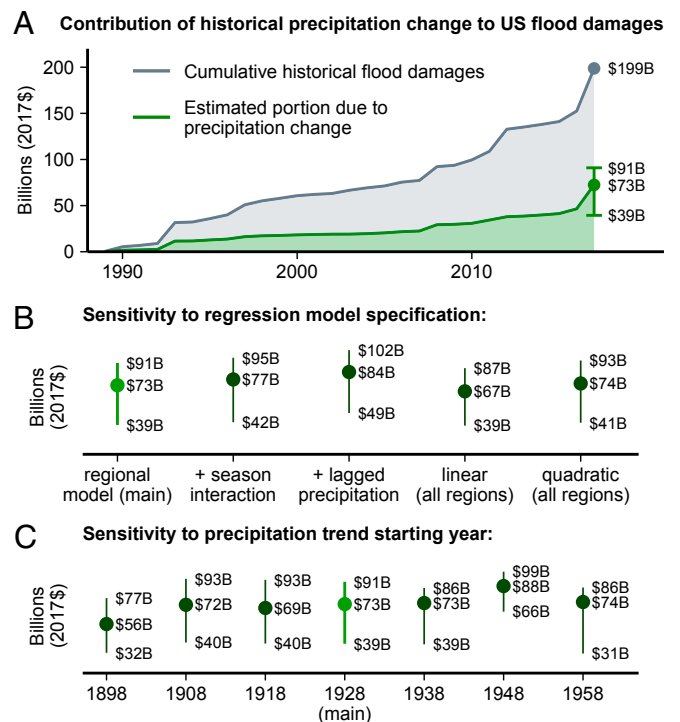 A Contribution of historical precipitation change to US flood damages
Billions (2017$)
200
150
100
50
0
Cumulative historical flood damages
Estimated portion due to
precipitation change
$199B
$91B
$73B
$39B
1990
2000
2010
B Sensitivity to regression model specification:
Billions
(2017$)
$91B
$73B
$39B
$95B
$77B
$42B
$102B
$84B
$49B
$87B
$67B
$39B
$93B
$74B
$41B
regional
model (main)
+ season
interaction
+ lagged
precipitation
linear
(all regions)
quadratic
(all regions)
C Sensitivity to precipitation trend starting year:
Billions
(2017$)
$77B
$56B
$32B
$93B
$72B
$40B
$93B
$69B
$40B
$91B
$73B
$39B
$86B
$73B
$39B
$99B
$88B
$66B
$86B
$74B
$31B
1898
1908
1918
1928
(main)
1938
1948
1958